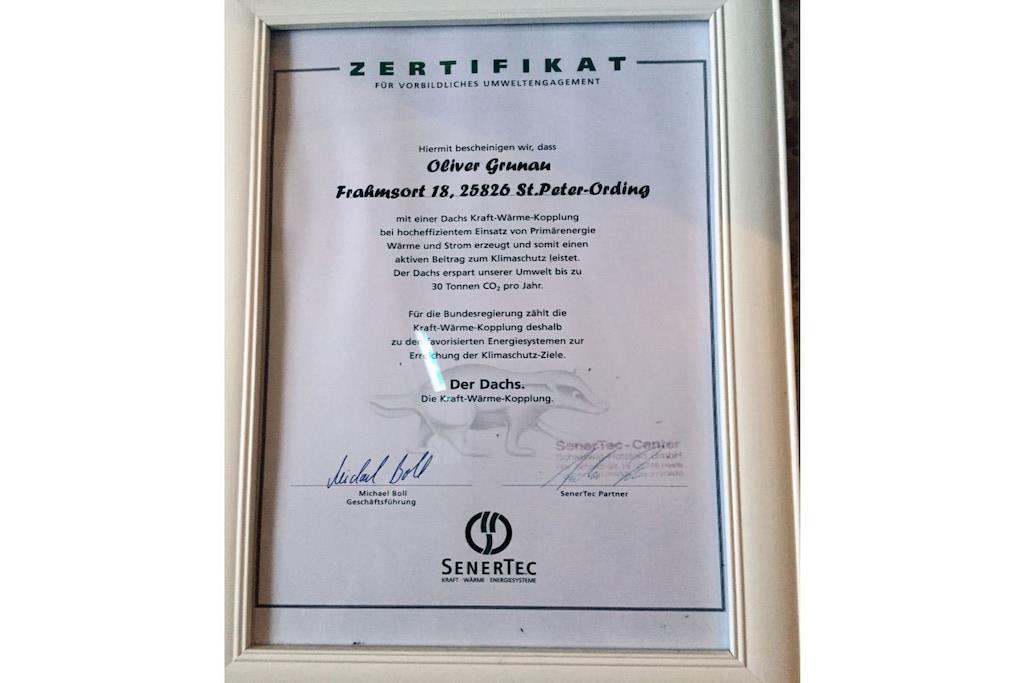 ZERTIFIKAT
FÜR VORBILDLICHES UMWELTENGAGEMENT
Hiermit bescheinigen wir, dass
Oliver Grunau
Frahmsort 18, 25826 St.Peter-Ording
mit einer Dachs Kraft-Wärme-Kopplung
bei hocheffizientem Einsatz von Primärenergie
Wärme und Strom erzeugt und somit einen
aktiven Beitrag zum Klimaschutz leistet.
Der Dachs erspart unserer Umwelt bis zu
30 Tonnen CO₂ pro Jahr.
Für die Bundesregierung zählt die
Kraft-Wärme-Kopplung deshalb
zu den favorisierten Energiesystemen zur
Erreichung der Klimaschutz-Ziele.
Der Dachs.
Die Kraft-Wärme-Kopplung.
SenerTec-Center
GmbH
Michael Boll
Michael Boll
Geschäftsführung
SenerTec Partner
SENERTEC
KRAFT · WÄRME · ENERGIESYSTEME